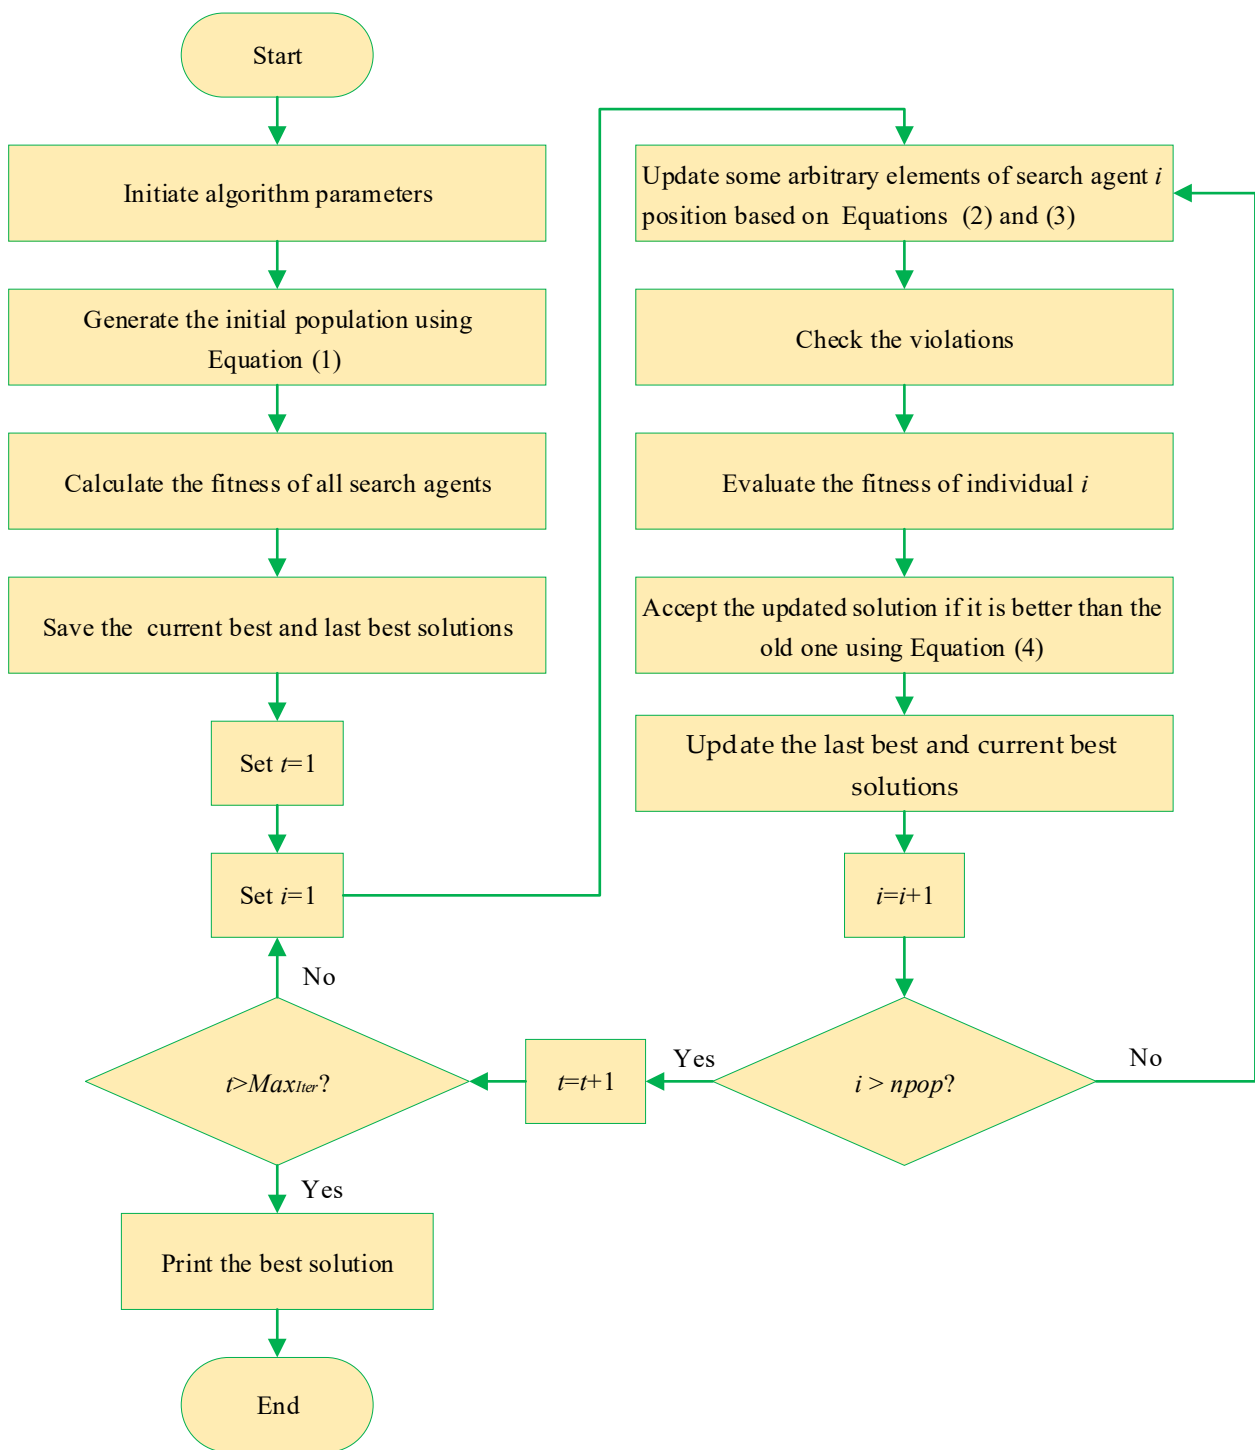 Start
Initiate algorithm parameters
Generate the initial population using
Equation (1)
Calculate the fitness of all search agents
Save the current best and last best solutions
Set t=1
Set i=1
Update some arbitrary elements of search agent i
position based on Equations (2) and (3)
Check the violations
Evaluate the fitness of individual i
Accept the updated solution if it is better than the
old one using Equation (4)
Update the last best and current best
solutions
i=i+1
i > npop?
No
Yes
t=t+1
t>MaxIter?
No
Yes
Print the best solution
End